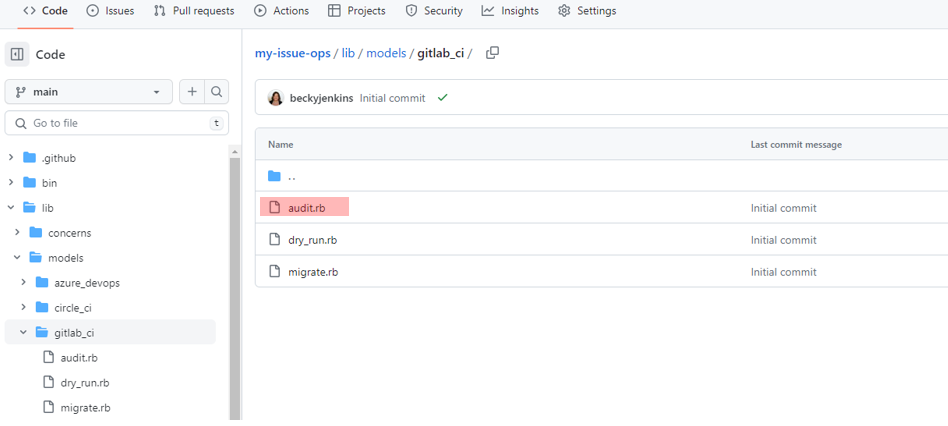 Code Issues Pull requests Actions Projects Security Insights Settings
Code
main
Go to file t
.github
bin
lib
concerns
models
azure_devops
circle_ci
gitlab_ci
audit.rb
dry_run.rb
migrate.rb
my-issue-ops / lib / models / gitlab_ci /
beckyjenkins Initial commit
Name Last commit message
..
audit.rb Initial commit
dry_run.rb Initial commit
migrate.rb Initial commit